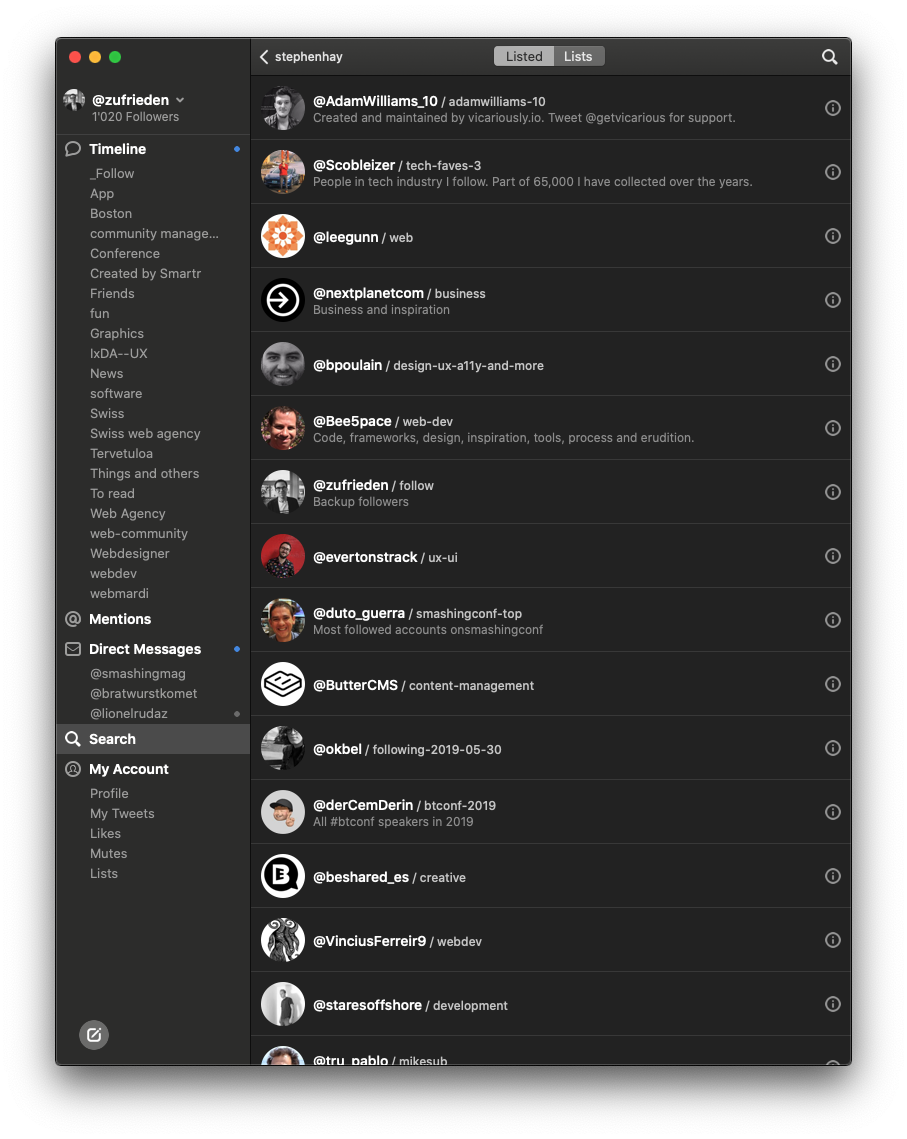 @zufrieden
1'020 Followers
Timeline
_Follow
App
Boston
community manage...
Conference
Created by Smartr
Friends
fun
Graphics
IxDA--UX
News
software
Swiss
Swiss web agency
Tervetuloa
Things and others
To read
Web Agency
web-community
Webdesigner
webdev
webmardi
Mentions
Direct Messages
@smashingmag
@bratwurstkomet
@lionelrudaz
Search
My Account
Profile
My Tweets
Likes
Mutes
Lists
stephenhay
Listed Lists
@AdamWilliams_10 / adamwilliams-10
Created and maintained by vicariously.io. Tweet @getvicarious for support.
@Scobleizer / tech-faves-3
People in tech industry I follow. Part of 65,000 I have collected over the years.
@leegunn / web
@nextplanetcom / business
Business and inspiration
@bpoulain / design-ux-a11y-and-more
@Bee5pace / web-dev
Code, frameworks, design, inspiration, tools, process and erudition.
@zufrieden / follow
Backup followers
@evertonstrack / ux-ui
@duto_guerra / smashingconf-top
Most followed accounts onsmashingconf
@ButterCMS / content-management
@okbel / following-2019-05-30
@derCemDerin / btconf-2019
All #btconf speakers in 2019
@beshared_es / creative
@VinciusFerreir9 / webdev
@staresoffshore / development
@tru_pablo / mikesub